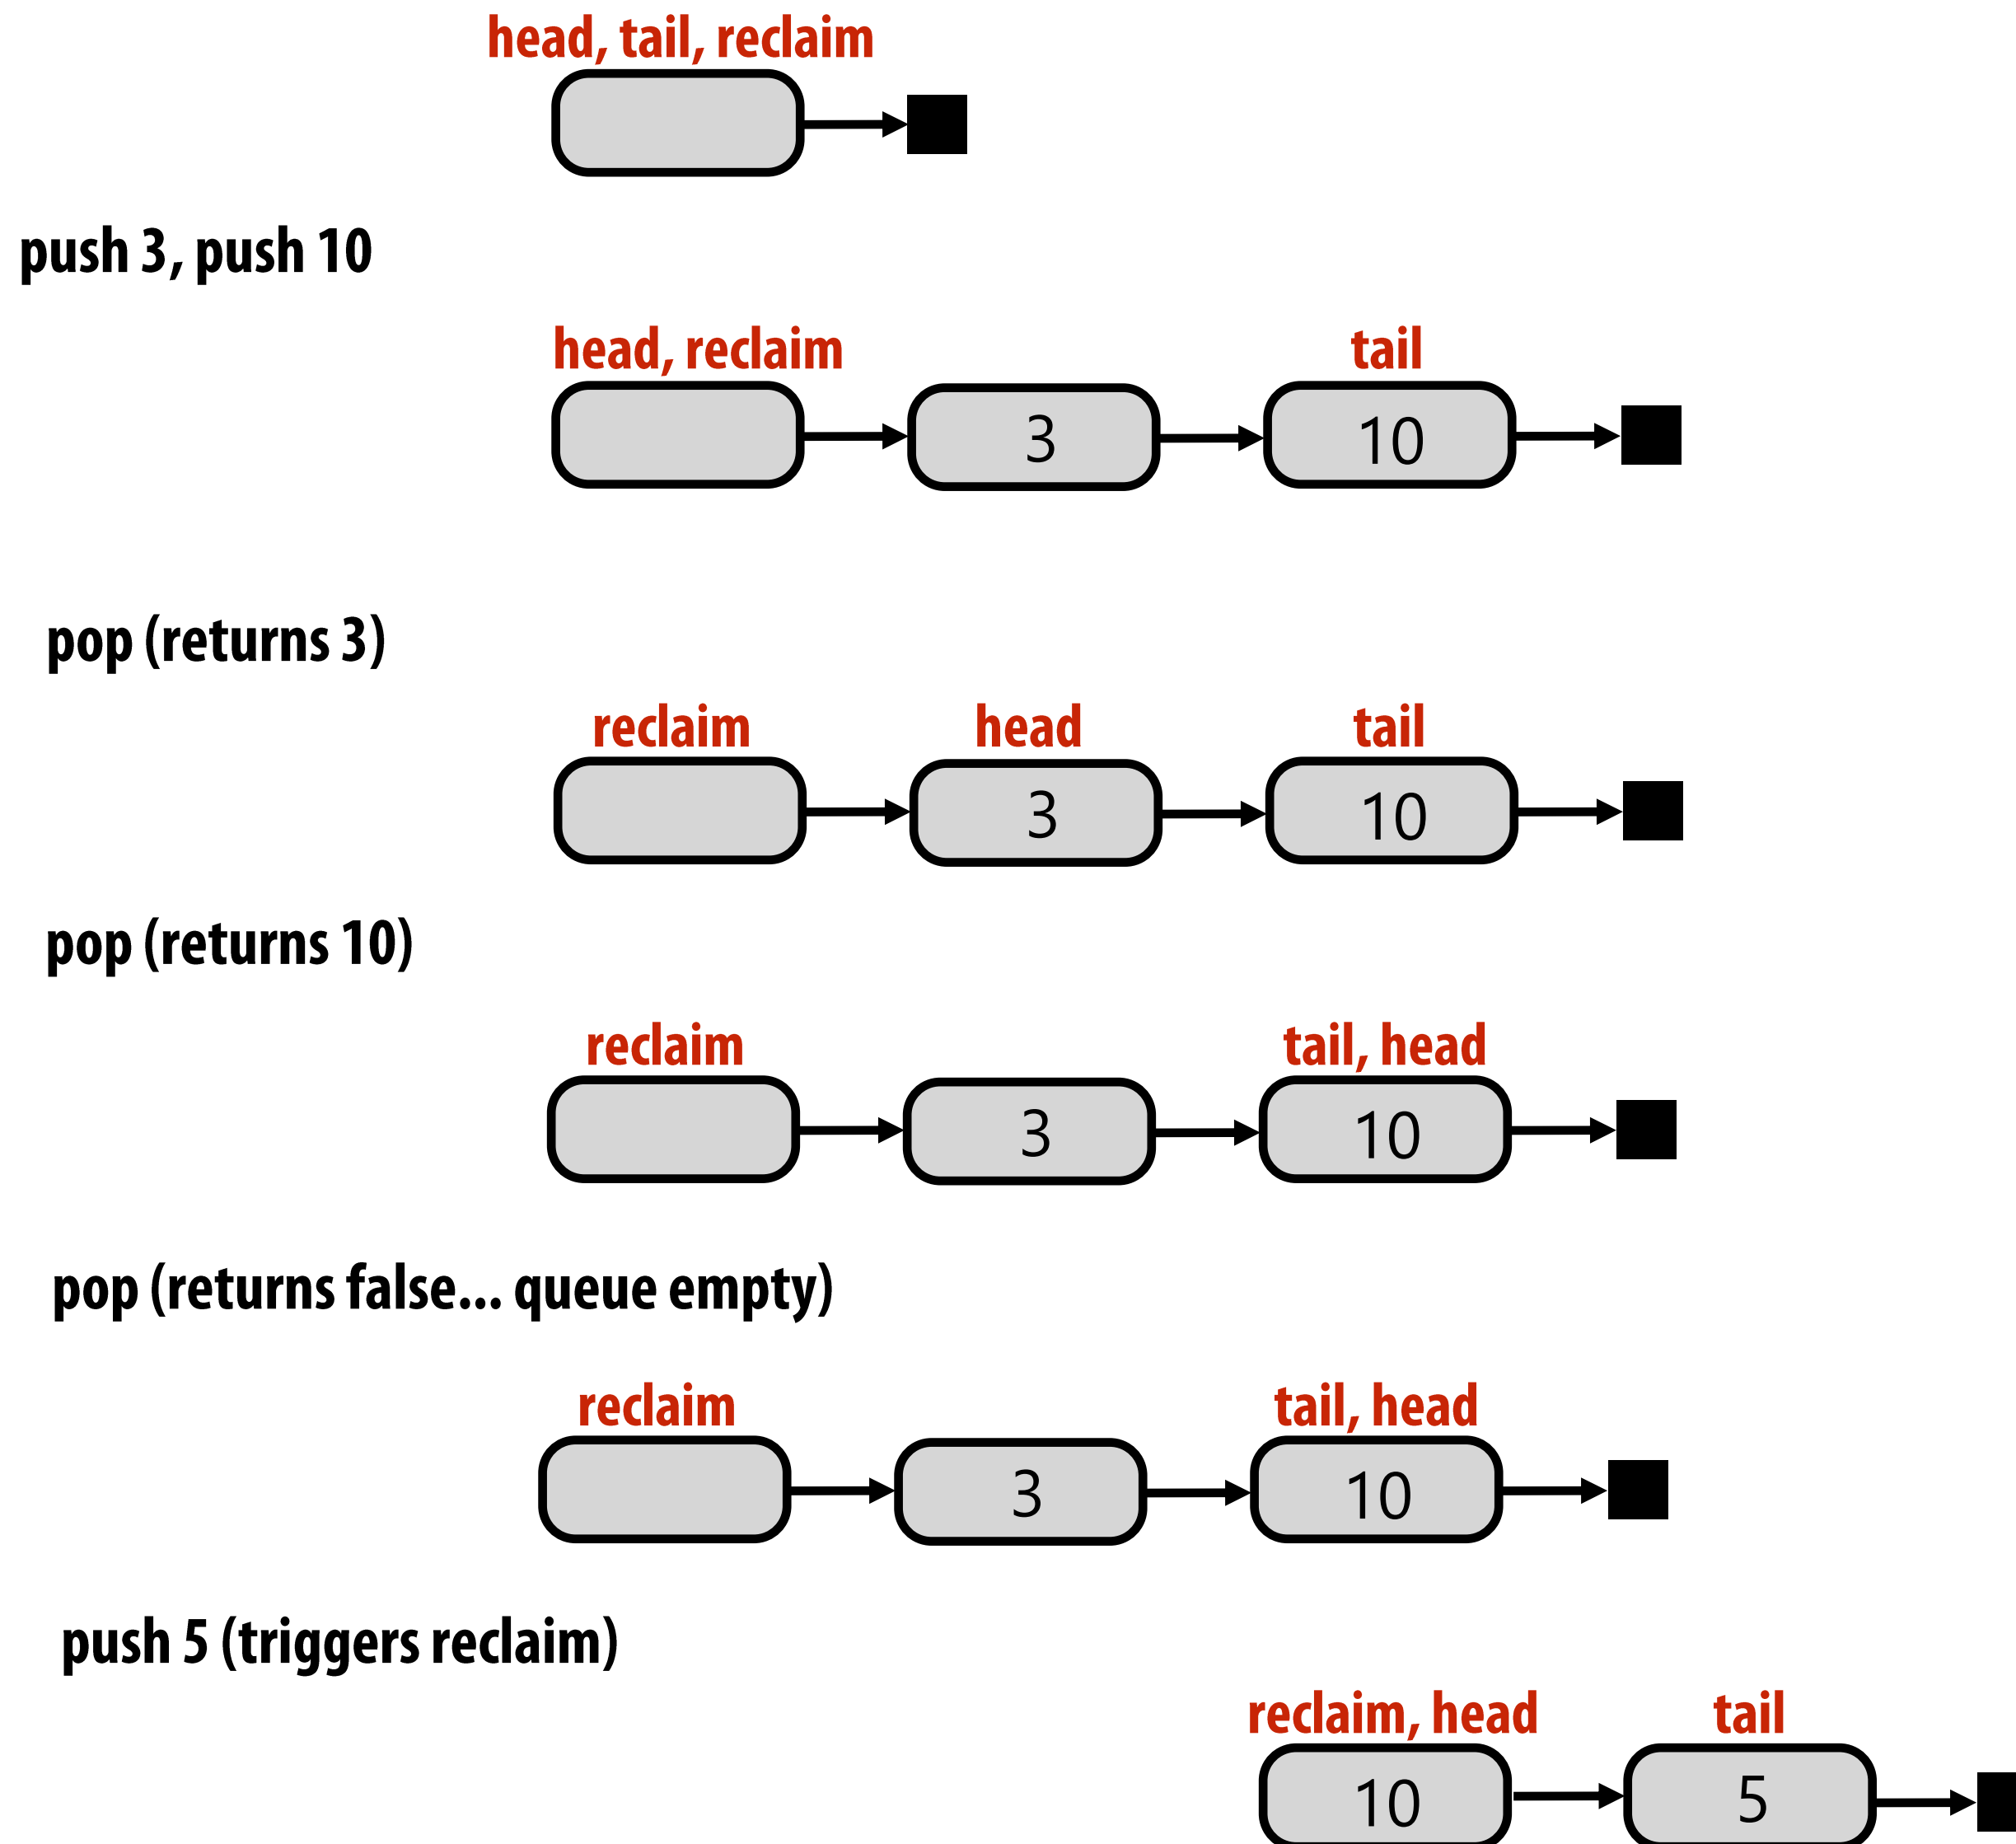 head, tail, reclaim
push 3, push 10
head, reclaim tail
3 10
pop (returns 3)
reclaim head tail
3 10
pop (returns 10)
reclaim tail, head
3 10
pop (returns false... queue empty)
reclaim tail, head
3 10
push 5 (triggers reclaim)
reclaim, head tail
10 5